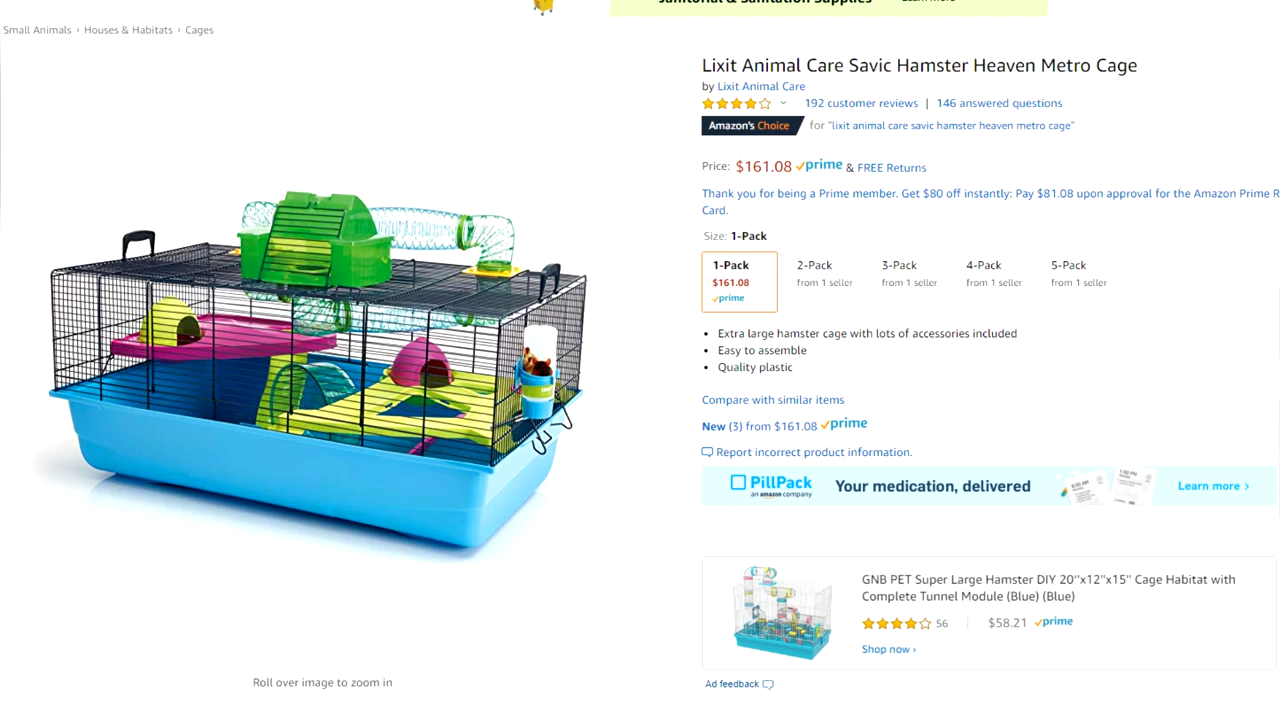 Janitorial & Sanitation Supplies Learn more
Small Animals › Houses & Habitats › Cages
Lixit Animal Care Savic Hamster Heaven Metro Cage
by Lixit Animal Care
192 customer reviews | 146 answered questions
Amazon's Choice for "lixit animal care savic hamster heaven metro cage"
Price: $161.08 prime & FREE Returns
Thank you for being a Prime member. Get $80 off instantly: Pay $81.08 upon approval for the Amazon Prime R
Card.
Size: 1-Pack
1-Pack 2-Pack 3-Pack 4-Pack 5-Pack
$161.08 from 1 seller from 1 seller from 1 seller from 1 seller
prime
• Extra large hamster cage with lots of accessories included
• Easy to assemble
• Quality plastic
Compare with similar items
New (3) from $161.08 prime
Report incorrect product information.
PillPack
an amazon company
Your medication, delivered
Learn more ›
GNB PET Super Large Hamster DIY 20''x12''x15'' Cage Habitat with
Complete Tunnel Module (Blue) (Blue)
56 | $58.21 prime
Shop now ›
Roll over image to zoom in
Ad feedback